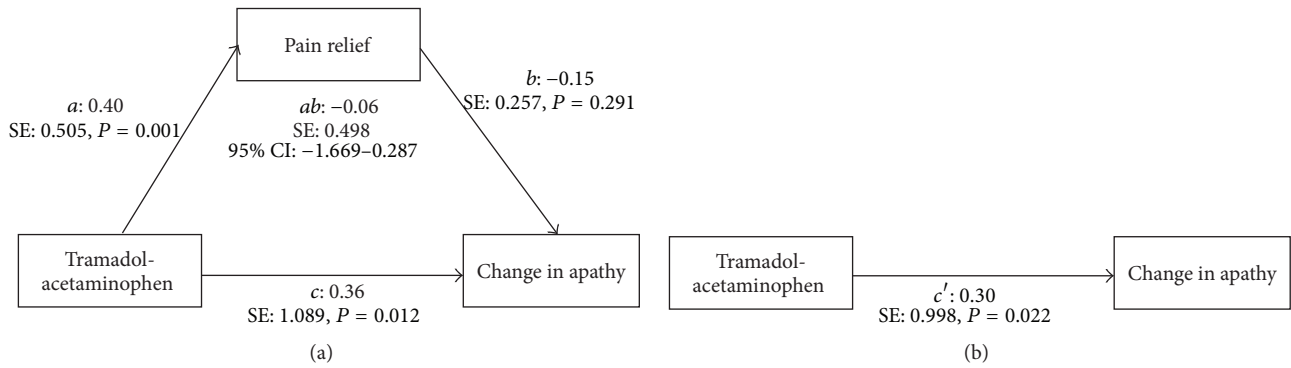 Pain relief
a: 0.40
SE: 0.505, P = 0.001
ab: −0.06
SE: 0.498
95% CI: −1.669–0.287
b: −0.15
SE: 0.257, P = 0.291
Tramadol-
acetaminophen
Change in apathy
c: 0.36
SE: 1.089, P = 0.012
(a)
Tramadol-
acetaminophen
Change in apathy
c′: 0.30
SE: 0.998, P = 0.022
(b)